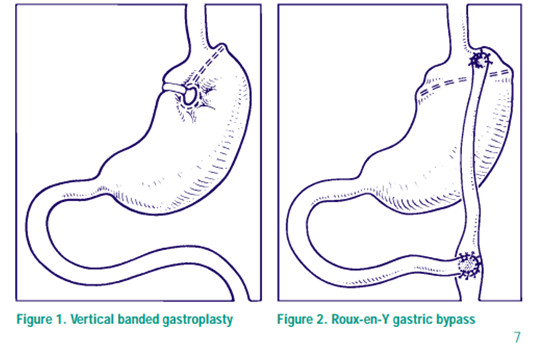 Figure 1. Vertical banded gastroplasty
Figure 2. Roux-en-Y gastric bypass
7